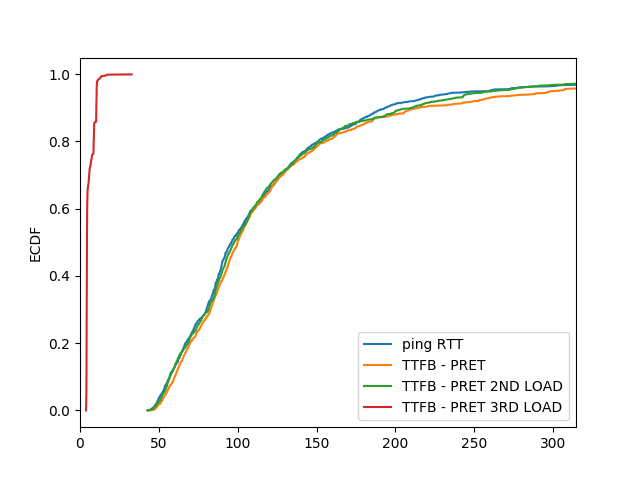 1.0
0.8
0.6
0.4
0.2
0.0
ECDF
0 50 100 150 200 250 300
ping RTT
TTFB - PRET
TTFB - PRET 2ND LOAD
TTFB - PRET 3RD LOAD